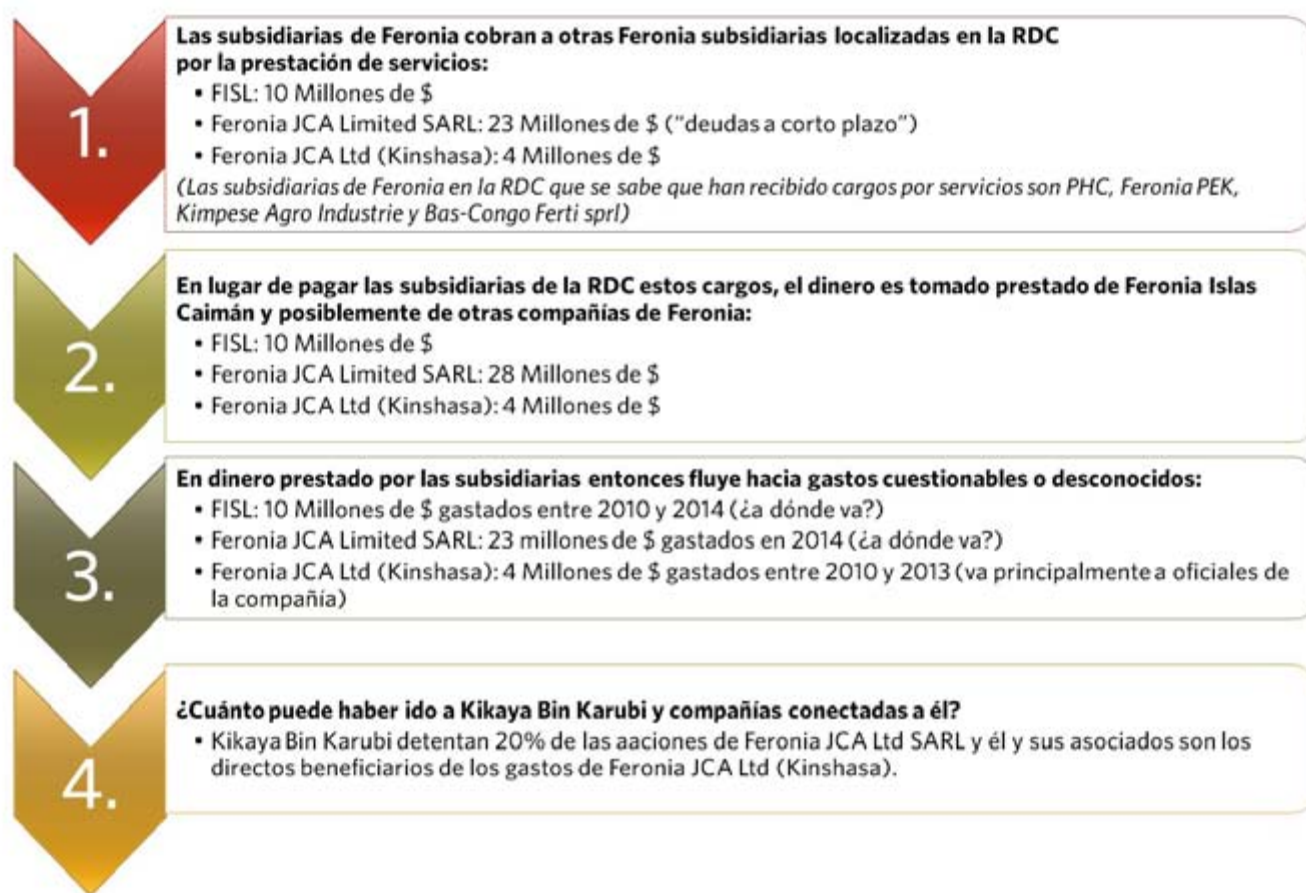 1.
Las subsidiarias de Feronia cobran a otras Feronia subsidiarias localizadas en la RDC
por la prestación de servicios:
• FISL: 10 Millones de $
• Feronia JCA Limited SARL: 23 Millones de $ (“deudas a corto plazo”)
• Feronia JCA Ltd (Kinshasa): 4 Millones de $
(Las subsidiarias de Feronia en la RDC que se sabe que han recibido cargos por servicios son PHC, Feronia PEK,
Kimpese Agro Industrie y Bas-Congo Ferti sprl)
2.
En lugar de pagar las subsidiarias de la RDC estos cargos, el dinero es tomado prestado de Feronia Islas
Caimán y posiblemente de otras compañías de Feronia:
• FISL: 10 Millones de $
• Feronia JCA Limited SARL: 28 Millones de $
• Feronia JCA Ltd (Kinshasa): 4 Millones de $
3.
En dinero prestado por las subsidiarias entonces fluye hacia gastos cuestionables o desconocidos:
• FISL: 10 Millones de $ gastados entre 2010 y 2014 (¿a dónde va?)
• Feronia JCA Limited SARL: 23 millones de $ gastados en 2014 (¿a dónde va?)
• Feronia JCA Ltd (Kinshasa): 4 Millones de $ gastados entre 2010 y 2013 (va principalmente a oficiales de
la compañía)
4.
¿Cuánto puede haber ido a Kikaya Bin Karubi y compañías conectadas a él?
• Kikaya Bin Karubi detentan 20% de las aaciones de Feronia JCA Ltd SARL y él y sus asociados son los
directos beneficiarios de los gastos de Feronia JCA Ltd (Kinshasa).